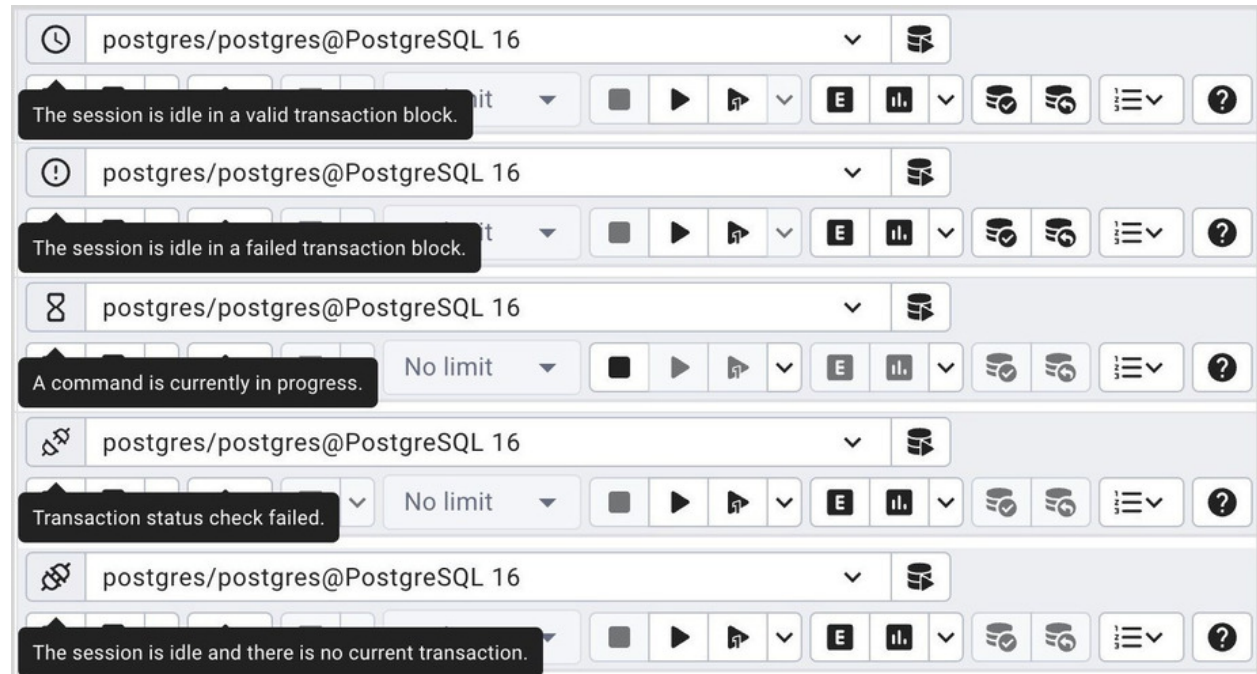 postgres/postgres@PostgreSQL 16
The session is idle in a valid transaction block.
E
postgres/postgres@PostgreSQL 16
The session is idle in a failed transaction block.
E
postgres/postgres@PostgreSQL 16
A command is currently in progress.
No limit
E
postgres/postgres@PostgreSQL 16
Transaction status check failed.
No limit
E
postgres/postgres@PostgreSQL 16
The session is idle and there is no current transaction.
E